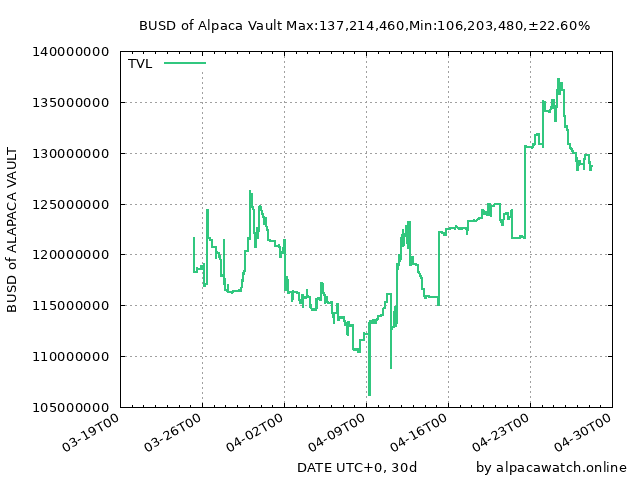 BUSD of Alpaca Vault Max:137,214,460,Min:106,203,480,±22.60%
TVL
140000000
135000000
130000000
125000000
120000000
115000000
110000000
105000000
BUSD of ALAPACA VAULT
03-19T00
03-26T00
04-02T00
04-09T00
04-16T00
04-23T00
04-30T00
DATE UTC+0, 30d
by alpacawatch.online